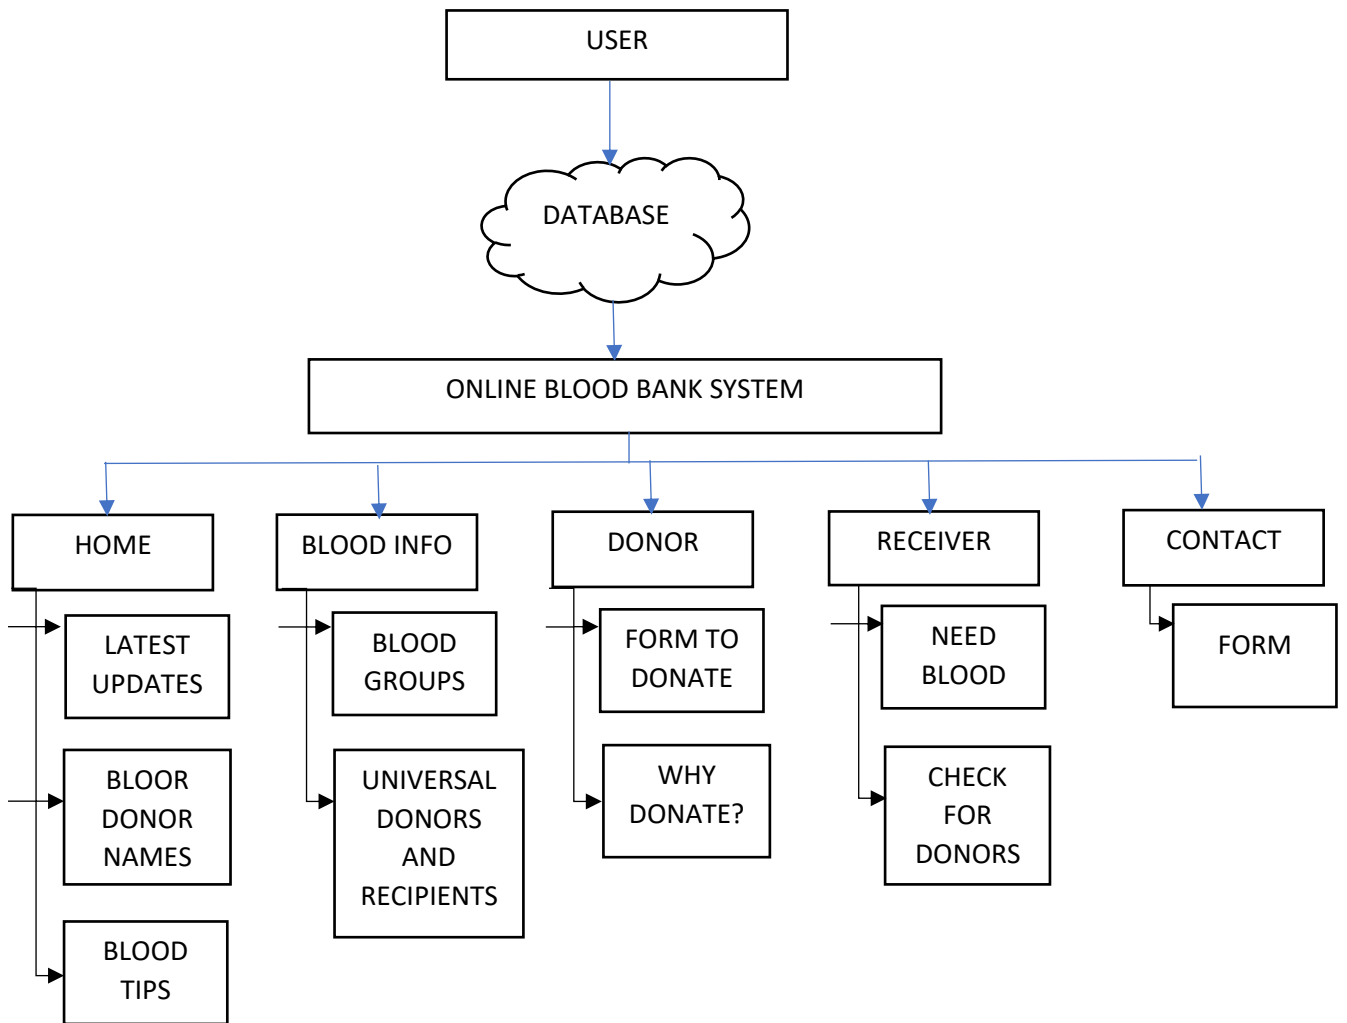 USER
DATABASE
ONLINE BLOOD BANK SYSTEM
HOME
BLOOD INFO
DONOR
RECEIVER
CONTACT
LATEST
UPDATES
BLOOD
GROUPS
FORM TO
DONATE
NEED
BLOOD
FORM
BLOOR
DONOR
NAMES
UNIVERSAL
DONORS
AND
RECIPIENTS
WHY
DONATE?
CHECK
FOR
DONORS
BLOOD
TIPS